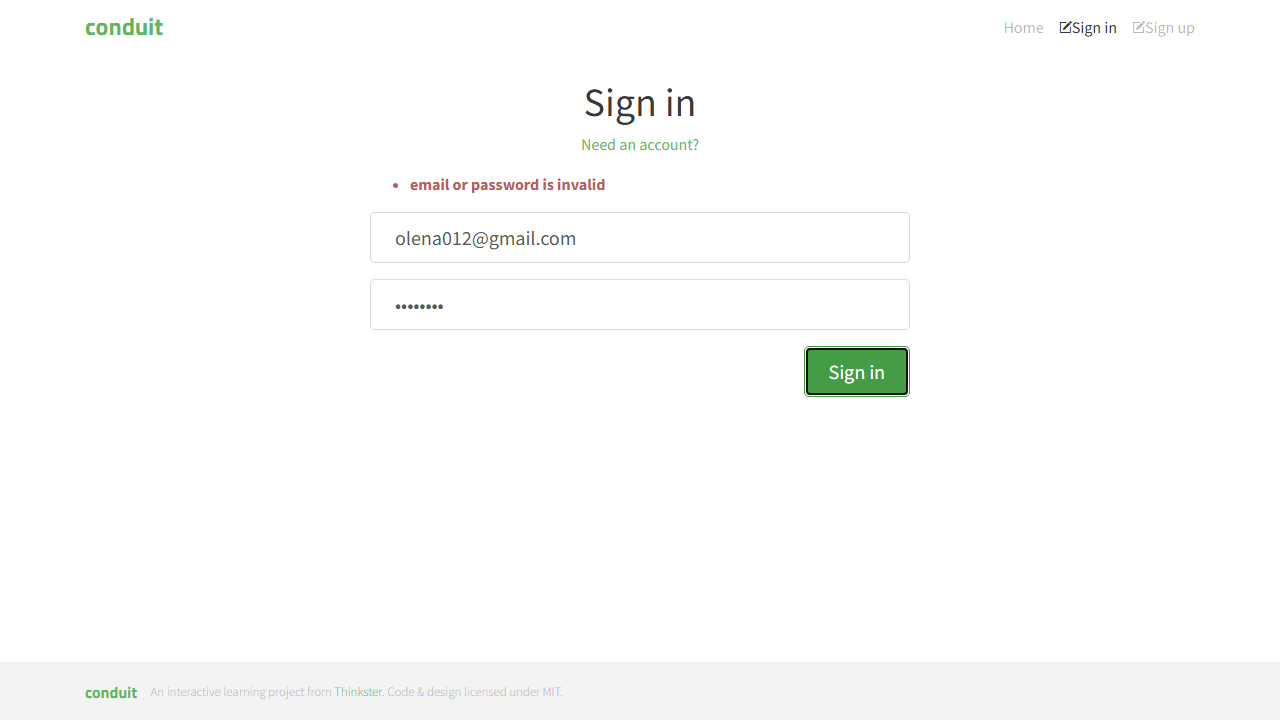 conduit
Home Sign in Sign up
Sign in
Need an account?
• email or password is invalid
olena012@gmail.com
••••••••
Sign in
conduit An interactive learning project from Thinkster. Code & design licensed under MIT.